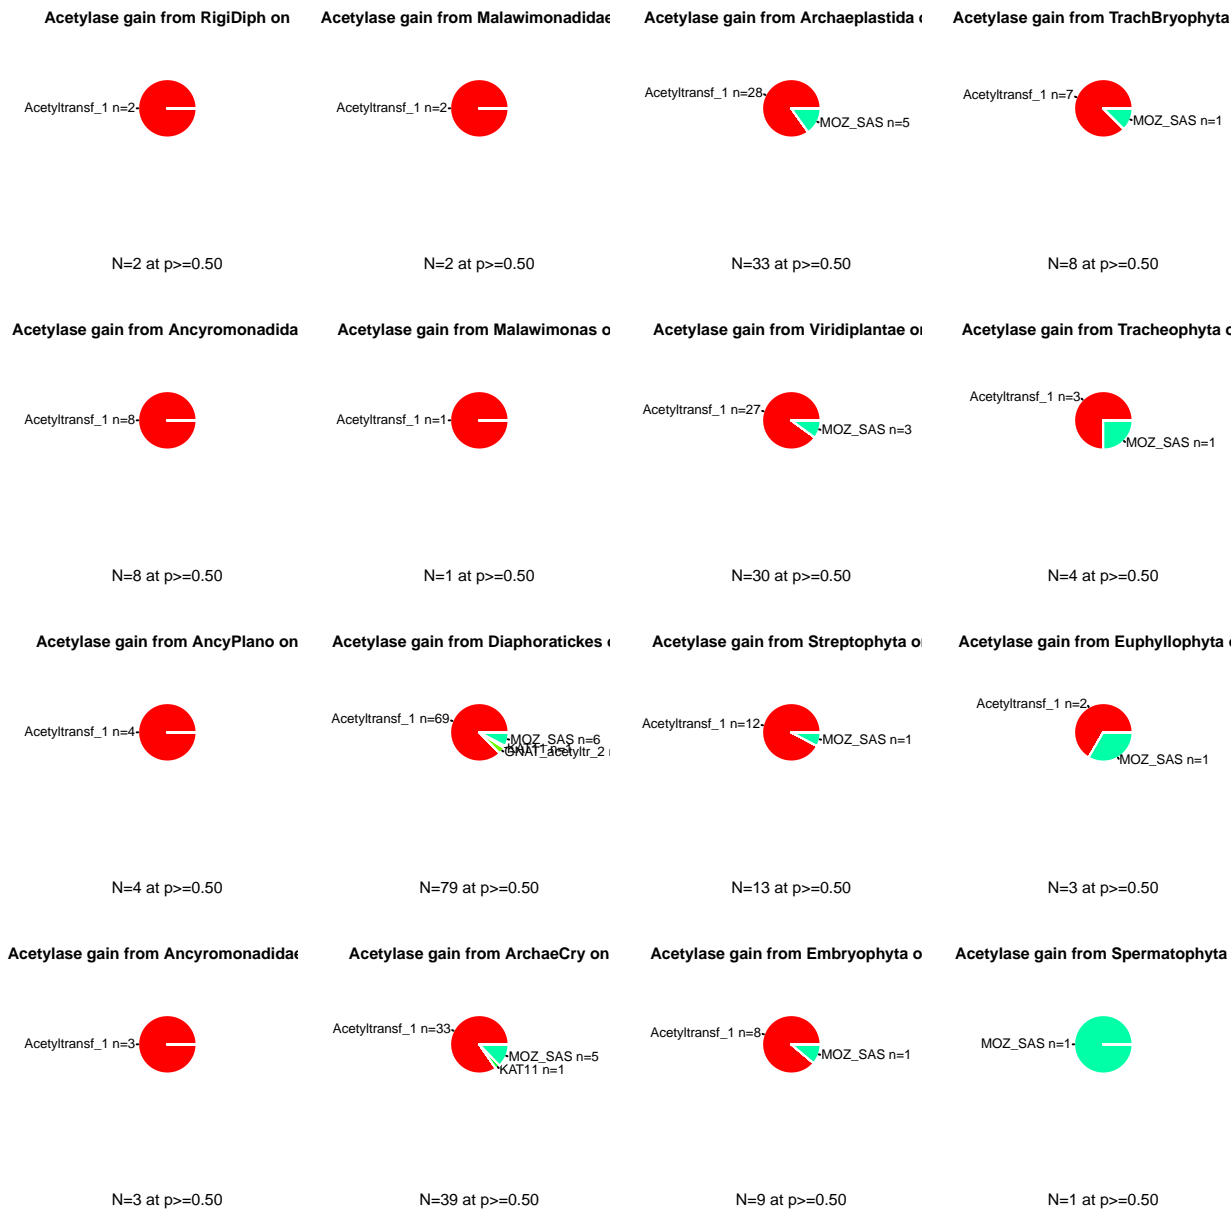 Acetylase gain from RigiDiph on
Acetyltransf_1 n=2
N=2 at p>=0.50
Acetylase gain from Malawimonadidae
Acetyltransf_1 n=2
N=2 at p>=0.50
Acetylase gain from Archaeplastida
Acetyltransf_1 n=28
MOZ_SAS n=5
N=33 at p>=0.50
Acetylase gain from TrachBryophyta
Acetyltransf_1 n=7
MOZ_SAS n=1
N=8 at p>=0.50
Acetylase gain from Ancyromonadida
Acetyltransf_1 n=8
N=8 at p>=0.50
Acetylase gain from Malawimonas o
Acetyltransf_1 n=1
N=1 at p>=0.50
Acetylase gain from Viridiplantae
Acetyltransf_1 n=27
MOZ_SAS n=3
N=30 at p>=0.50
Acetylase gain from Tracheophyta
Acetyltransf_1 n=3
MOZ_SAS n=1
N=4 at p>=0.50
Acetylase gain from AncyPlano on
Acetyltransf_1 n=4
N=4 at p>=0.50
Acetylase gain from Diaphoratickes
Acetyltransf_1 n=69
MOZ_SAS n=6
KAT11 n=1
GNAT_acetyltr_2
N=79 at p>=0.50
Acetylase gain from Streptophyta
Acetyltransf_1 n=12
MOZ_SAS n=1
N=13 at p>=0.50
Acetylase gain from Euphyllophyta
Acetyltransf_1 n=2
MOZ_SAS n=1
N=3 at p>=0.50
Acetylase gain from Ancyromonadidae
Acetyltransf_1 n=3
N=3 at p>=0.50
Acetylase gain from ArchaeCry on
Acetyltransf_1 n=33
MOZ_SAS n=5
KAT11 n=1
N=39 at p>=0.50
Acetylase gain from Embryophyta o
Acetyltransf_1 n=8
MOZ_SAS n=1
N=9 at p>=0.50
Acetylase gain from Spermatophyta
MOZ_SAS n=1
N=1 at p>=0.50